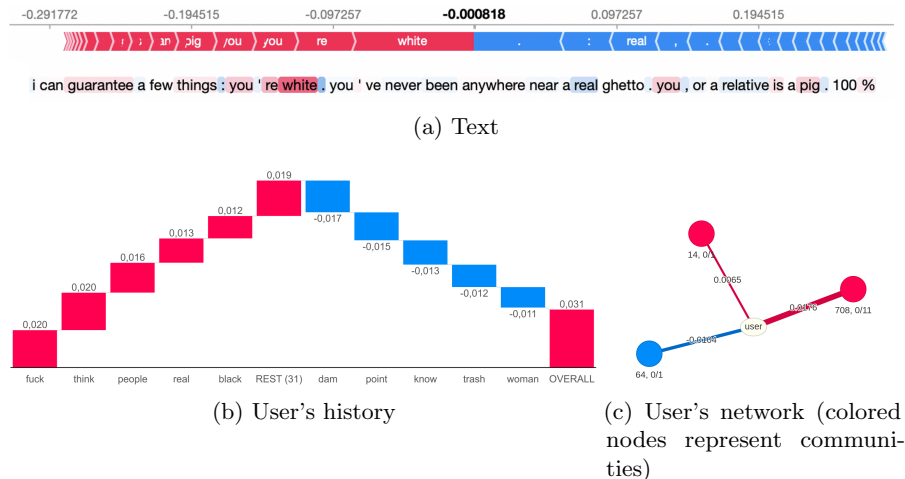 -0.291772 -0.194515 -0.097257 -0.000818 0.097257 0.194515
pig you you re white . : real , .
i can guarantee a few things : you ' re white . you ' ve never been anywhere near a real ghetto . you , or a relative is a pig . 100 %
(a) Text
0,020 0,020 0,016 0,013 0,012 0,019 -0,017 -0,015 -0,013 -0,012 -0,011 0,031
fuck think people real black REST (31) dam point know trash woman OVERALL
(b) User's history
14, 0/1
0.0065
708, 0/11
0.0176
user
-0.0104
64, 0/1
(c) User's network (colored
nodes represent communi-
ties)